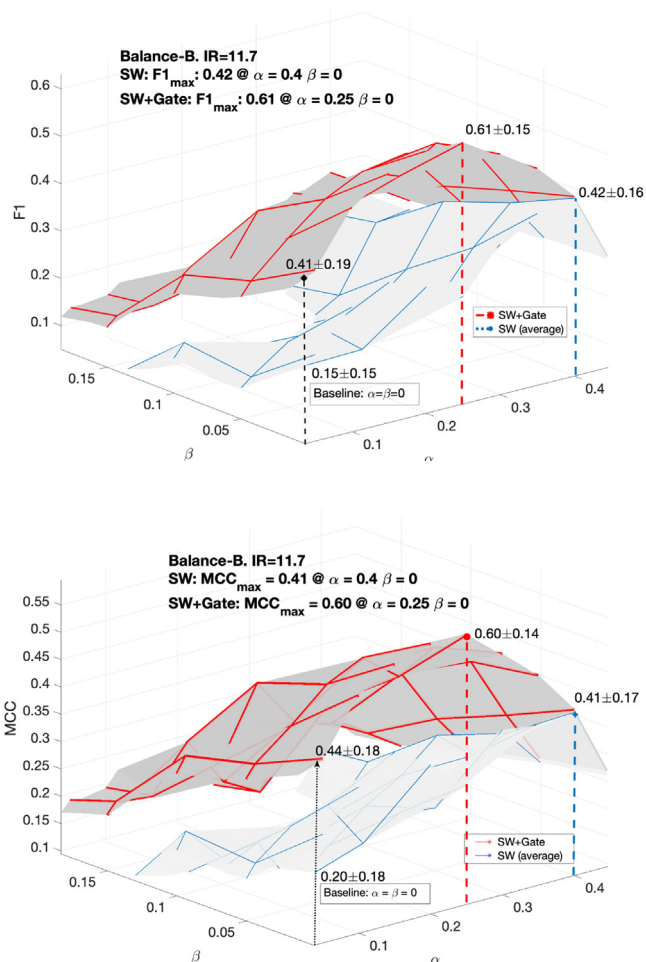 Balance-B. IR=11.7
SW: F1max: 0.42 @ α = 0.4 β = 0
SW+Gate: F1max: 0.61 @ α = 0.25 β = 0
0.6
0.5
0.4
0.3
0.2
0.1
F1
0.61±0.15
0.42±0.16
0.41±0.19
0.15±0.15
Baseline: α=β=0
SW+Gate
SW (average)
0.15
0.1
0.05
β
0.1
0.2
0.3
0.4
α
Balance-B. IR=11.7
SW: MCCmax = 0.41 @ α = 0.4 β = 0
SW+Gate: MCCmax = 0.60 @ α = 0.25 β = 0
0.55
0.5
0.45
0.4
0.35
0.3
0.25
0.2
0.15
0.1
MCC
0.60±0.14
0.41±0.17
0.44±0.18
0.20±0.18
Baseline: α = β = 0
SW+Gate
SW (average)
0.15
0.1
0.05
β
0.1
0.2
0.3
0.4
α